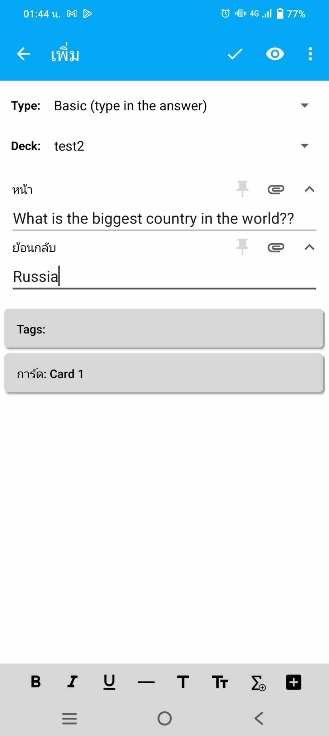 01:44 น. 4G 77%
เพิ่ม
Type: Basic (type in the answer)
Deck: test2
หน้า
What is the biggest country in the world??
ย้อนกลับ
Russia
Tags:
การ์ด: Card 1
B I U — T TT Σ